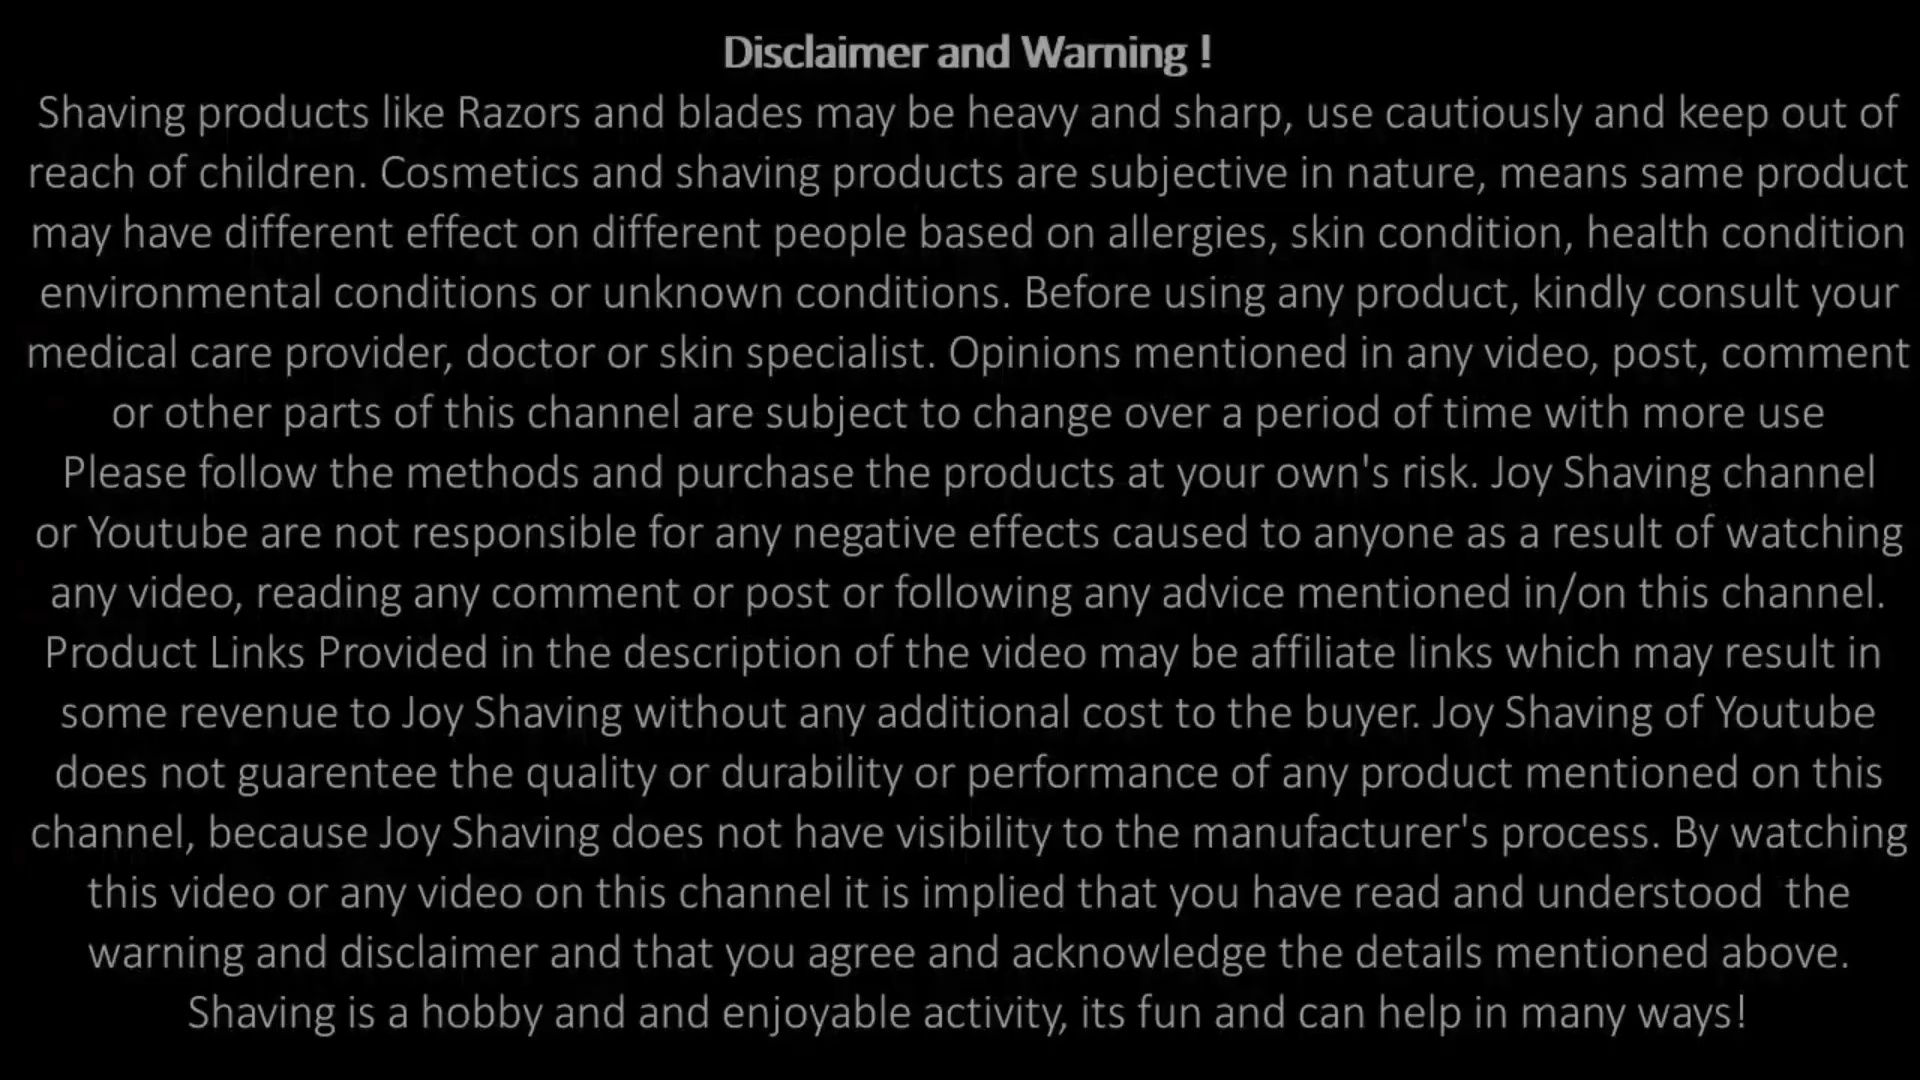 Disclaimer and Warning !
Shaving products like Razors and blades may be heavy and sharp, use cautiously and keep out of
reach of children. Cosmetics and shaving products are subjective in nature, means same product
may have different effect on different people based on allergies, skin condition, health condition
environmental conditions or unknown conditions. Before using any product, kindly consult your
medical care provider, doctor or skin specialist. Opinions mentioned in any video, post, comment
or other parts of this channel are subject to change over a period of time with more use
Please follow the methods and purchase the products at your own's risk. Joy Shaving channel
or Youtube are not responsible for any negative effects caused to anyone as a result of watching
any video, reading any comment or post or following any advice mentioned in/on this channel.
Product Links Provided in the description of the video may be affiliate links which may result in
some revenue to Joy Shaving without any additional cost to the buyer. Joy Shaving of Youtube
does not guarentee the quality or durability or performance of any product mentioned on this
channel, because Joy Shaving does not have visibility to the manufacturer's process. By watching
this video or any video on this channel it is implied that you have read and understood  the
warning and disclaimer and that you agree and acknowledge the details mentioned above.
Shaving is a hobby and and enjoyable activity, its fun and can help in many ways!